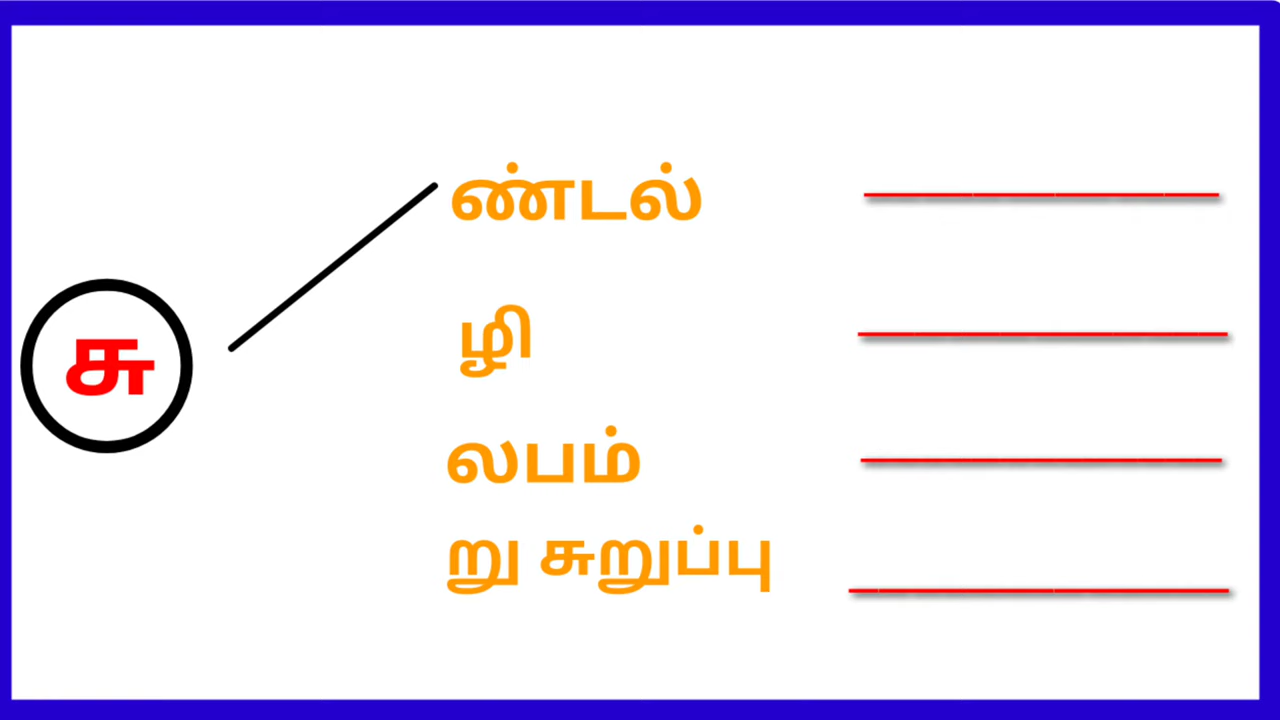 ண்டல்
ழி
சு
லபம்
று சுறுப்பு